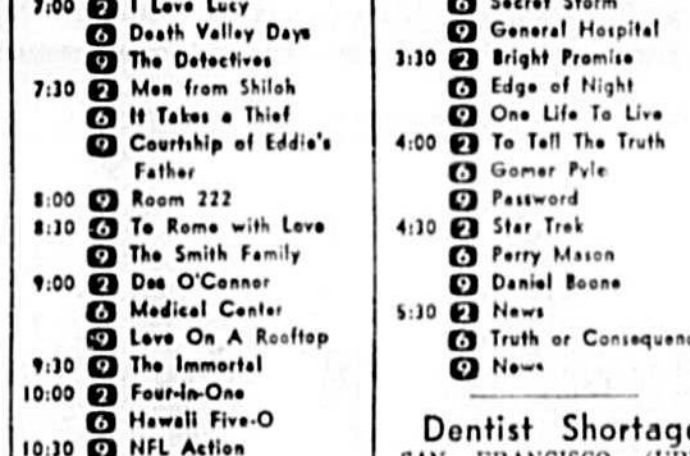 7:00 2 I Love Lucy
6 Death Valley Days
9 The Detectives
7:30 2 Men from Shiloh
6 It Takes a Thief
9 Courtship of Eddie's
Father
8:00 9 Room 222
8:30 6 To Rome with Love
9 The Smith Family
9:00 2 Des O'Connor
6 Medical Center
9 Love On A Rooftop
9:30 9 The Immortal
10:00 2 Four-In-One
6 Hawaii Five-O
10:30 9 NFL Action
6 Secret Storm
9 General Hospital
3:30 2 Bright Promise
6 Edge of Night
9 One Life To Live
4:00 2 To Tell The Truth
6 Gomer Pyle
9 Password
4:30 2 Star Trek
6 Perry Mason
9 Daniel Boone
5:30 2 News
6 Truth or Consequenc
9 News
Dentist Shortage
SAN FRANCISCO (UP